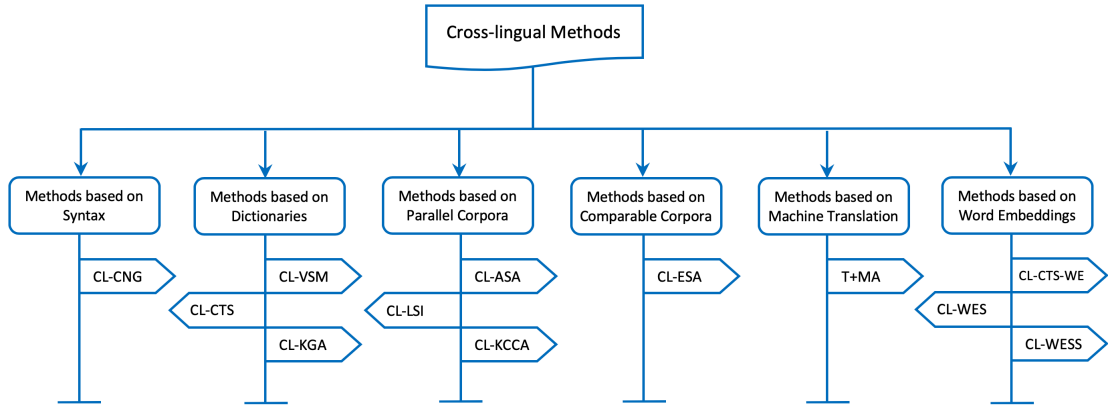 Cross-lingual Methods
Methods based on
Syntax
Methods based on
Dictionaries
Methods based on
Parallel Corpora
Methods based on
Comparable Corpora
Methods based on
Machine Translation
Methods based on
Word Embeddings
CL-CNG
CL-VSM
CL-CTS
CL-KGA
CL-ASA
CL-LSI
CL-KCCA
CL-ESA
T+MA
CL-CTS-WE
CL-WES
CL-WESS